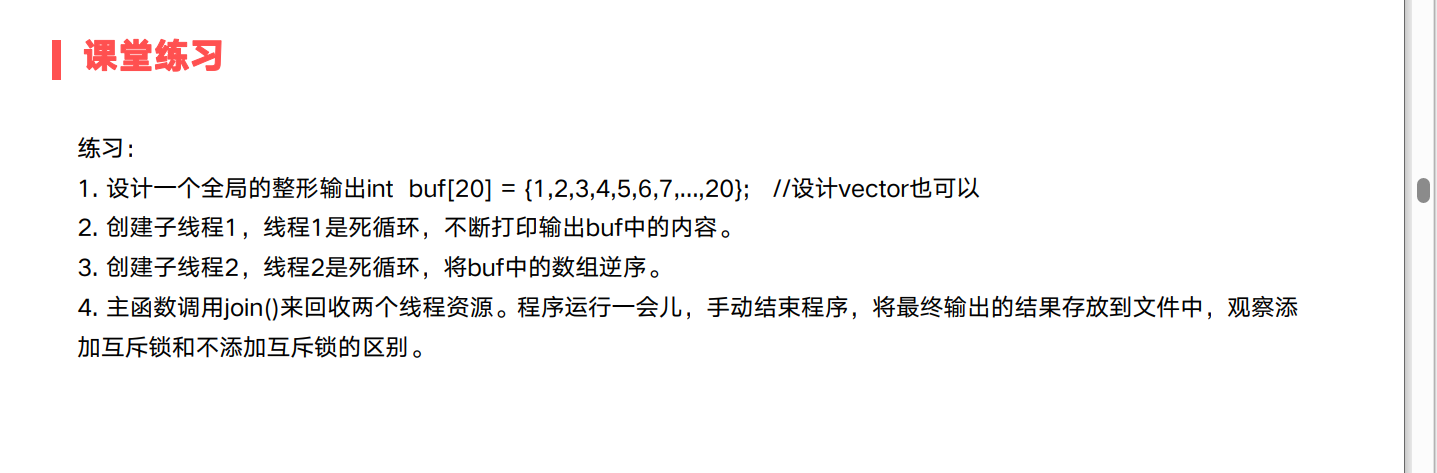 课堂练习
练习：
1. 设计一个全局的整形输出int  buf[20] = {1,2,3,4,5,6,7,...,20};   //设计vector也可以
2. 创建子线程1，线程1是死循环，不断打印输出buf中的内容。
3. 创建子线程2，线程2是死循环，将buf中的数组逆序。
4. 主函数调用join()来回收两个线程资源。程序运行一会儿，手动结束程序，将最终输出的结果存放到文件中，观察添
加互斥锁和不添加互斥锁的区别。